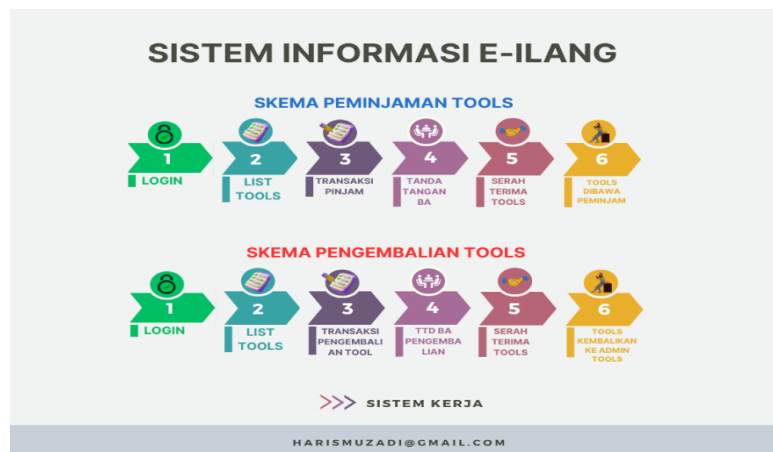 SISTEM INFORMASI E-ILANG
SKEMA PEMINJAMAN TOOLS
1 2 3 4 5 6
LOGIN
LIST
TOOLS
TRANSAKSI
PINJAM
TANDA
TANGAN
BA
SERAH
TERIMA
TOOLS
TOOLS
DIBAWA
PEMINJAM
SKEMA PENGEMBALIAN TOOLS
1 2 3 4 5 6
LOGIN
LIST
TOOLS
TRANSAKSI
PENGEMBALI
AN TOOL
TTD BA
PENGEMBA
LIAN
SERAH
TERIMA
TOOLS
TOOLS
KEMBALIKAN
KE ADMIN
TOOLS
>>> SISTEM KERJA
HARISMUZADI@GMAIL.COM